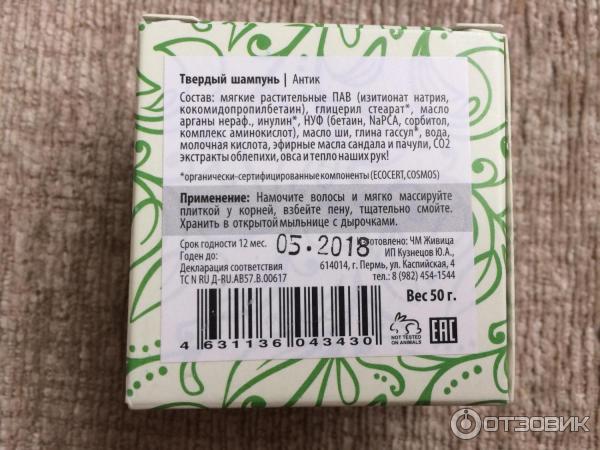 Твердый шампунь | Антик
Состав: мягкие растительные ПАВ (изитионат натрия,
кокомидопропилбетаин), глицерил стеарат*, масло
арганы нераф., инулин*, НУФ (бетаин, NaPCA, сорбитол,
комплекс аминокислот), масло ши, глина гассул*, вода,
молочная кислота, эфирные масла сандала и пачули, СО2
экстракты облепихи, овса и тепло наших рук!
*органически-сертифицированные компоненты (ECOCERT, COSMOS)
Применение: Намочите волосы и мягко массируйте
плиткой у корней, взбейте пену, тщательно смойте.
Хранить в открытой мыльнице с дырочками.
Срок годности 12 мес. 05.2018 зготовлено: ЧМ Живица
Годен до: ИП Кузнецов Ю.А.,
Декларация соответствия 614014, г. Пермь, ул. Каспийская, 4
ТС N RU Д-RU.АВ57.В.00617 тел.: 8 (982) 454-1544
Вес 50 г.
4 631136 043430
NOT TESTED
ON ANIMALS
EAC
ОТЗОВИК